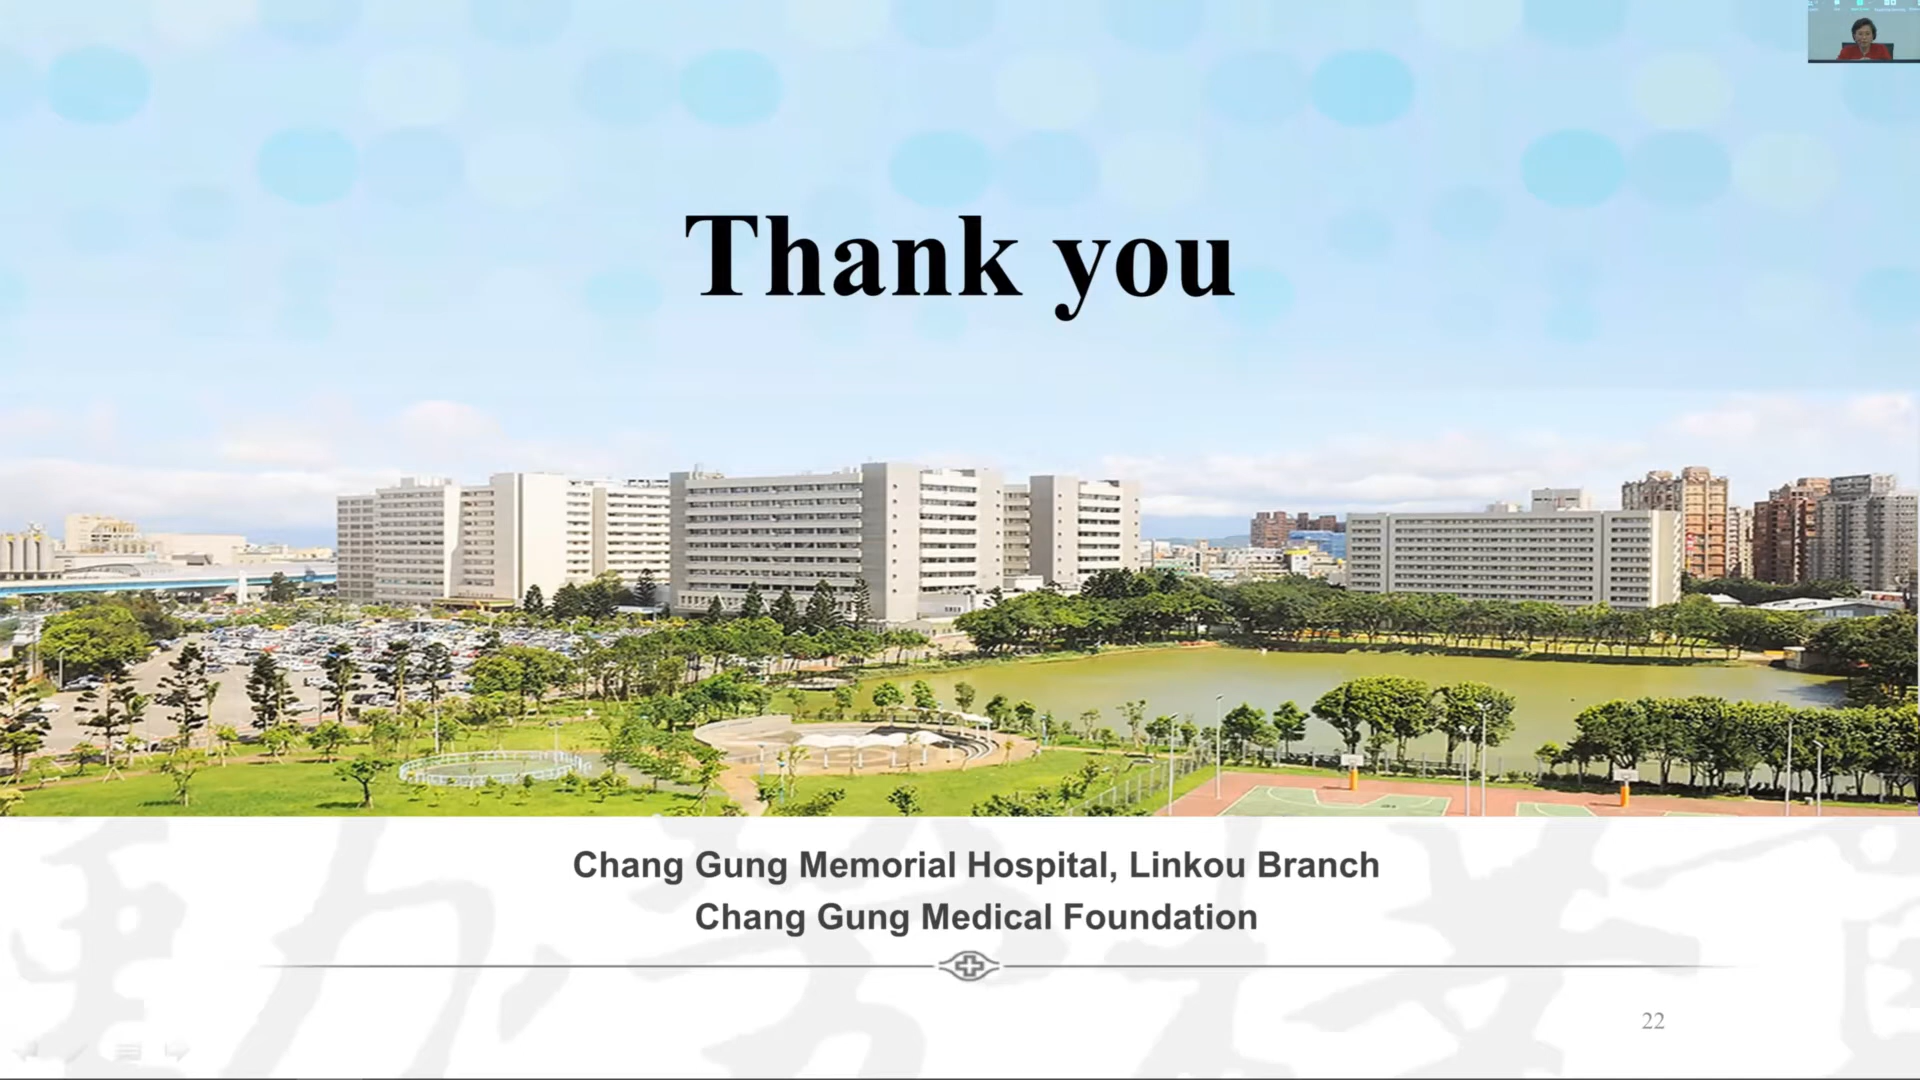 Thank you
Chang Gung Memorial Hospital, Linkou Branch
Chang Gung Medical Foundation
22